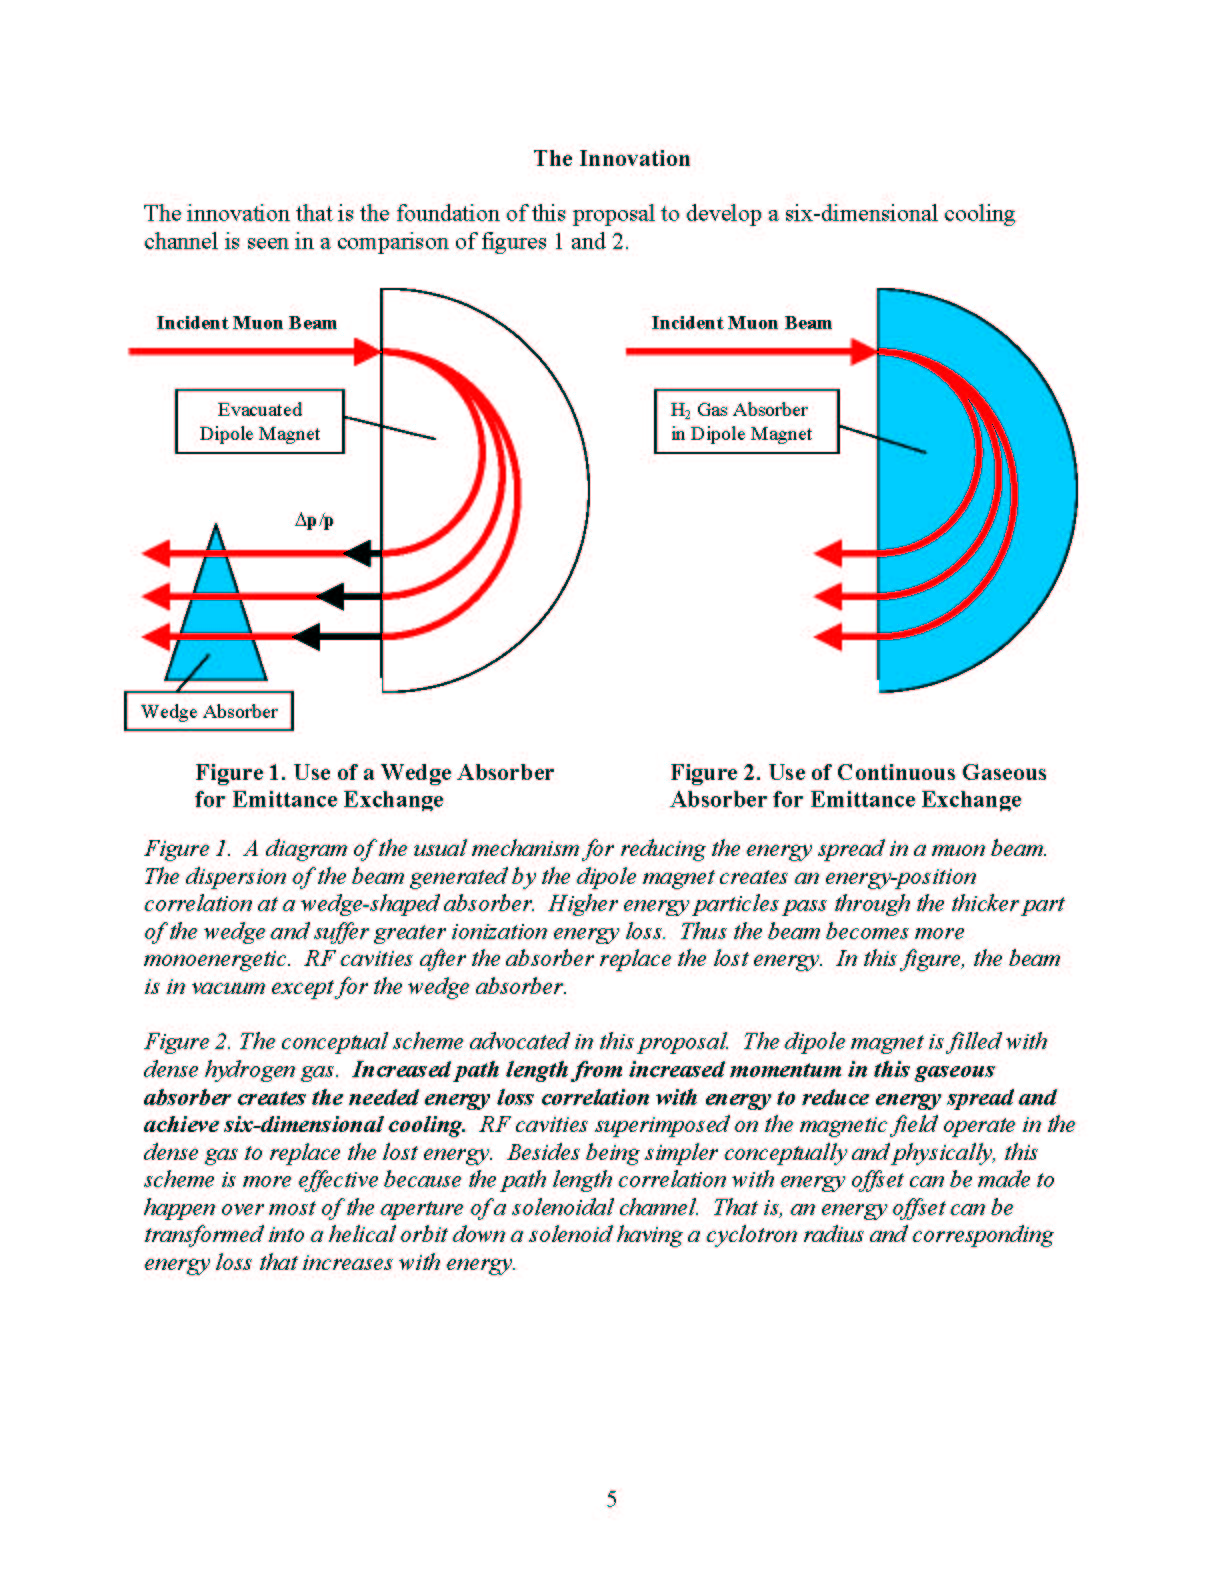 The Innovation
The innovation that is the foundation of this proposal to develop a six-dimensional cooling
channel is seen in a comparison of figures 1 and 2.
Incident Muon Beam
Evacuated
Dipole Magnet
Δp/p
Wedge Absorber
Incident Muon Beam
H₂ Gas Absorber
in Dipole Magnet
Figure 1. Use of a Wedge Absorber
for Emittance Exchange
Figure 2. Use of Continuous Gaseous
Absorber for Emittance Exchange
Figure 1.  A diagram of the usual mechanism for reducing the energy spread in a muon beam.
The dispersion of the beam generated by the dipole magnet creates an energy-position
correlation at a wedge-shaped absorber.  Higher energy particles pass through the thicker part
of the wedge and suffer greater ionization energy loss.  Thus the beam becomes more
monoenergetic.  RF cavities after the absorber replace the lost energy.  In this figure, the beam
is in vacuum except for the wedge absorber.
Figure 2. The conceptual scheme advocated in this proposal.  The dipole magnet is filled with
dense hydrogen gas.  Increased path length from increased momentum in this gaseous
absorber creates the needed energy loss correlation with energy to reduce energy spread and
achieve six-dimensional cooling.  RF cavities superimposed on the magnetic field operate in the
dense gas to replace the lost energy.  Besides being simpler conceptually and physically, this
scheme is more effective because the path length correlation with energy offset can be made to
happen over most of the aperture of a solenoidal channel.  That is, an energy offset can be
transformed into a helical orbit down a solenoid having a cyclotron radius and corresponding
energy loss that increases with energy.
5